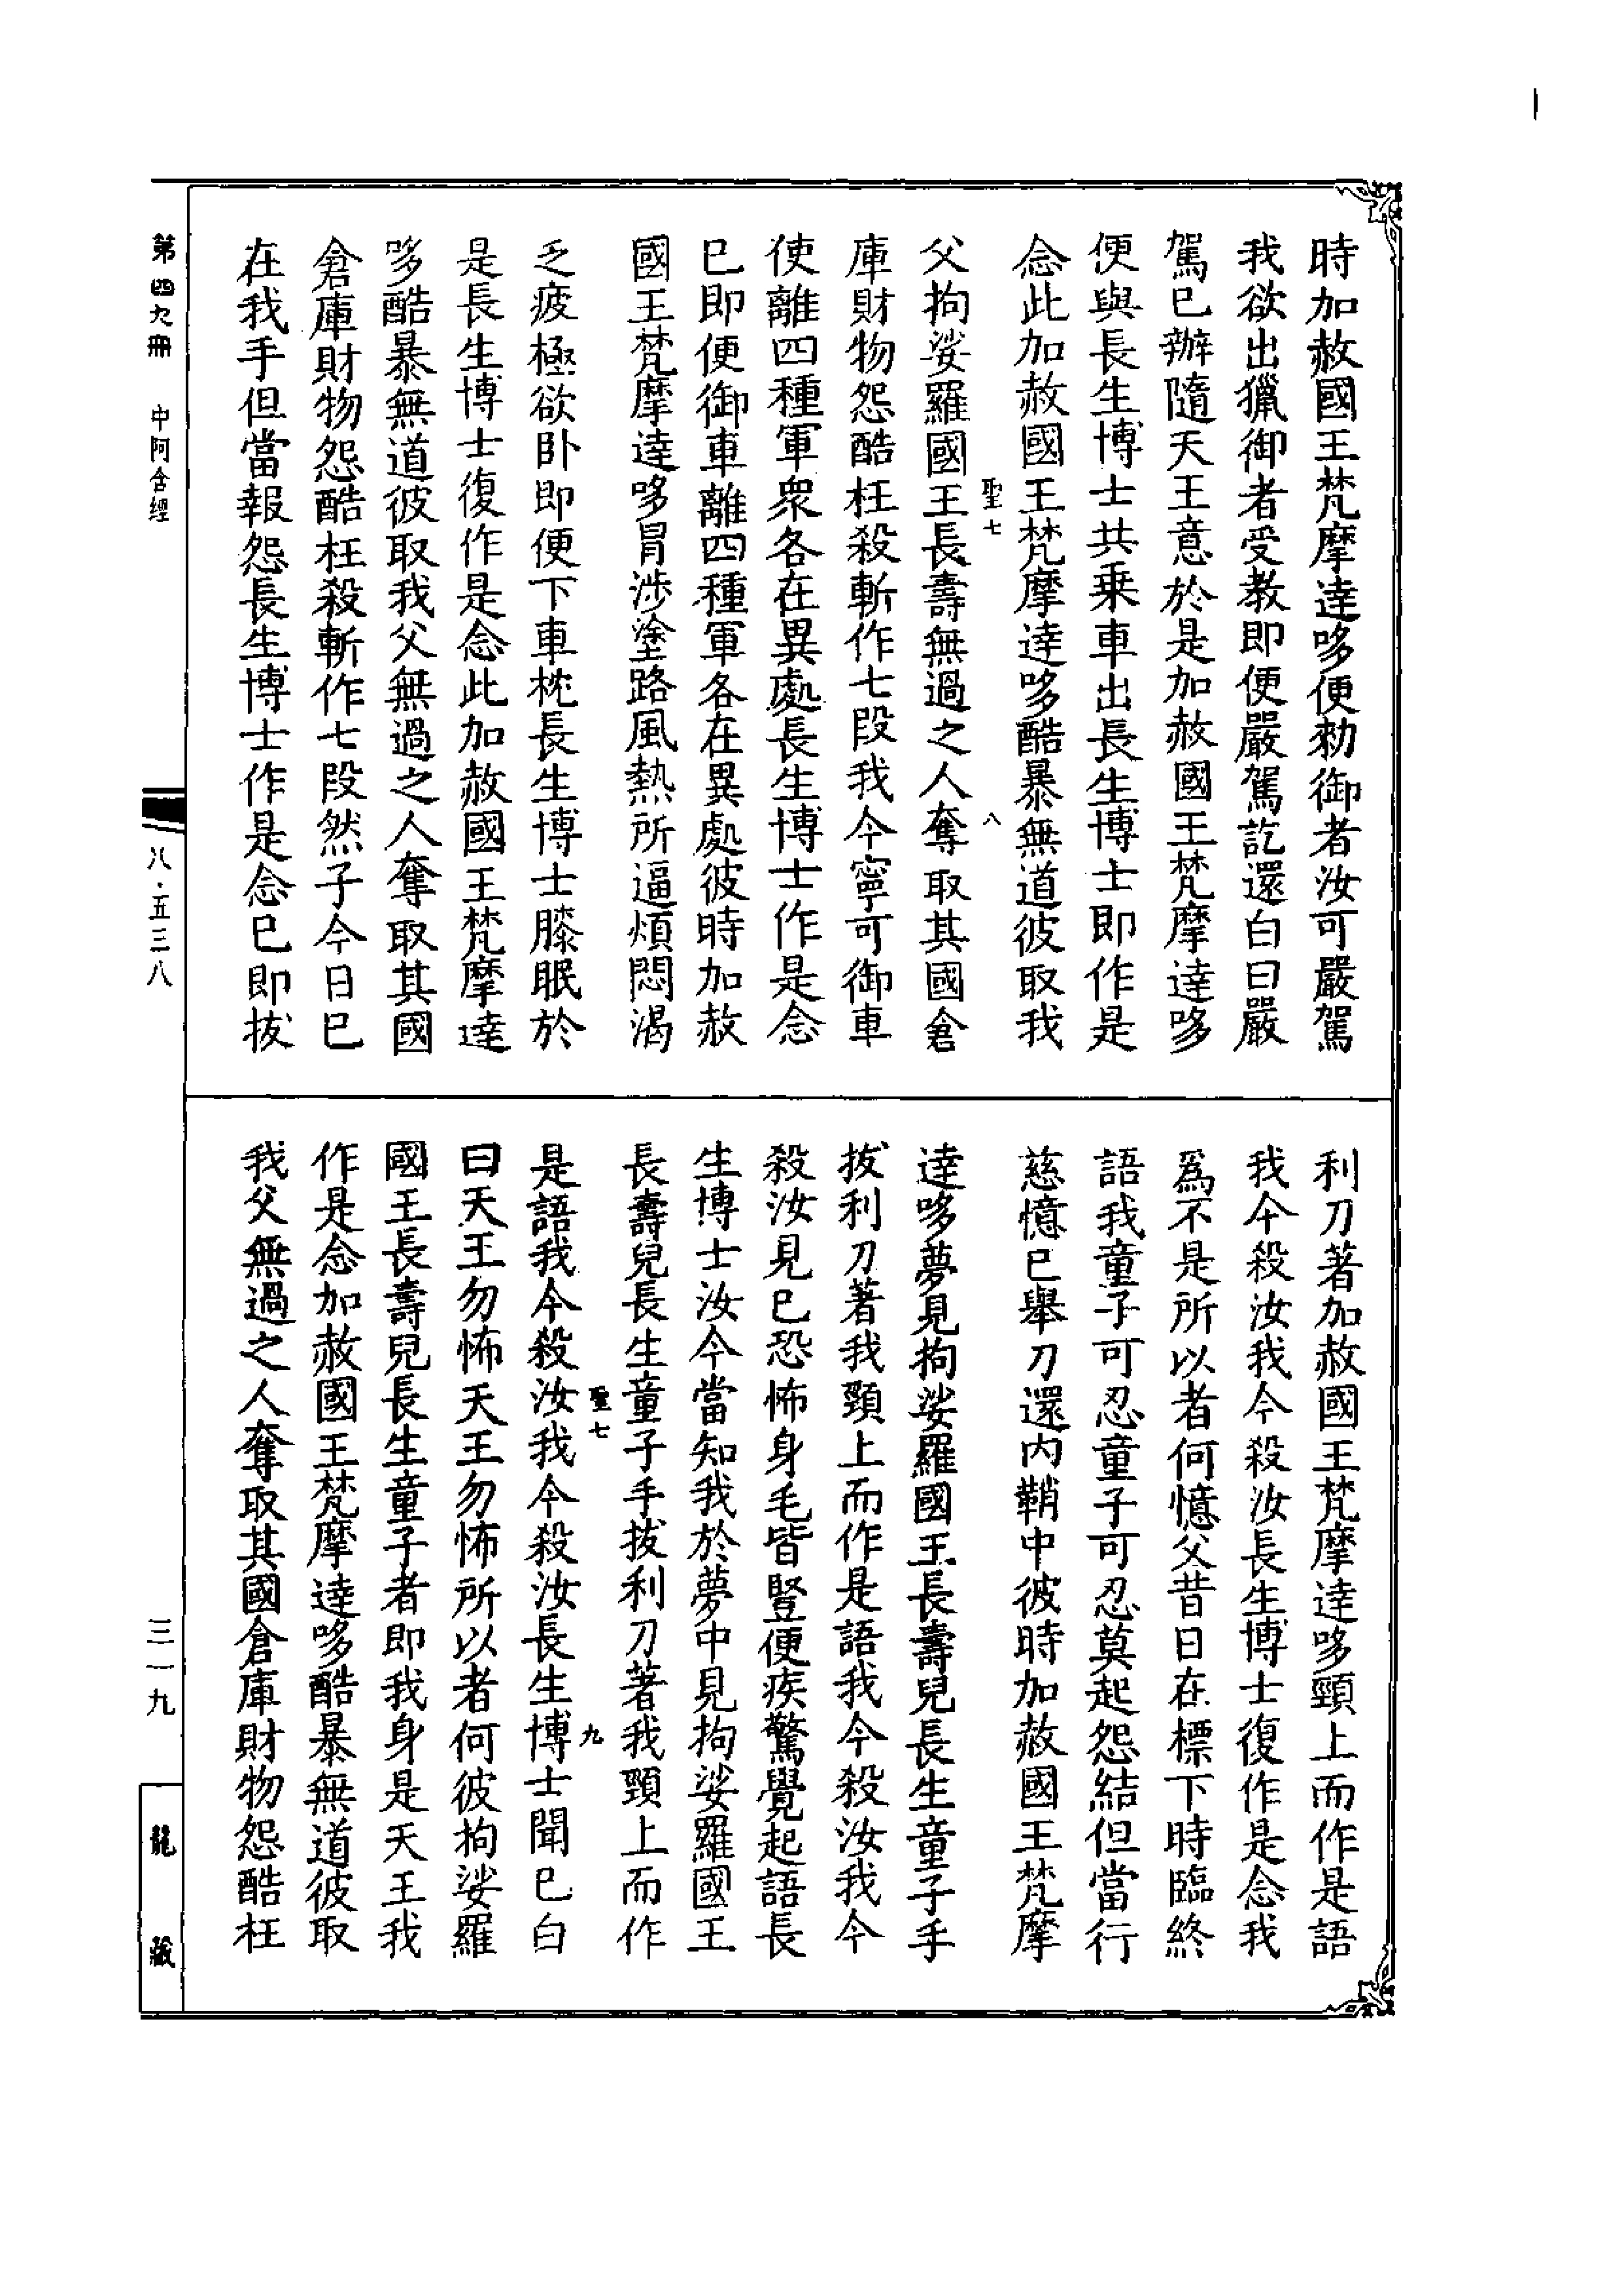 時加赦國王梵摩達哆便勑御者汝可嚴駕
我欲出獵御者受教即便嚴駕訖還白曰嚴
駕已辦隨天王意於是加赦國王梵摩達哆
便與長生博士共乗車出長生博士即作是
念此加赦國王梵摩達哆酷暴無道彼取我
聖七
八
父拘娑羅國王長壽無過之人奪取其國倉
庫財物怨酷枉殺斬作七段我今寧可御車
使離四種軍衆各在異處長生博士作是念
已即便御車離四種軍各在異處彼時加赦
國王梵摩達哆冒涉塗路風熱所逼煩悶渴
乏疲極欲卧即便下車枕長生博士膝眠於
是長生博士復作是念此加赦國王梵摩達
哆酷暴無道彼取我父無過之人奪取其國
倉庫財物怨酷枉殺斬作七段然子今日已
在我手但當報怨長生博士作是念已即拔
利刀著加赦國王梵摩達哆頸上而作是語
我今殺汝我今殺汝長生博士復作是念我
爲不是所以者何憶父昔日在標下時臨終
語我童子可忍童子可忍莫起怨結但當行
慈憶已舉刀還内鞘中彼時加赦國王梵摩
達哆夢見拘娑羅國王長壽兒長生童子手
拔利刀著我頸上而作是語我今殺汝我今
殺汝見已恐怖身毛皆豎便疾驚覺起語長
生博士汝今當知我於夢中見拘娑羅國王
長壽兒長生童子手拔利刀著我頸上而作
聖七
九
是語我今殺汝我今殺汝長生博士聞已白
曰天王勿怖天王勿怖所以者何彼拘娑羅
國王長壽兒長生童子者即我身是天王我
作是念加赦國王梵摩達哆酷暴無道彼取
我父無過之人奪取其國倉庫財物怨酷枉
第四九冊 中阿含經
八·五三八
三一九
龍藏